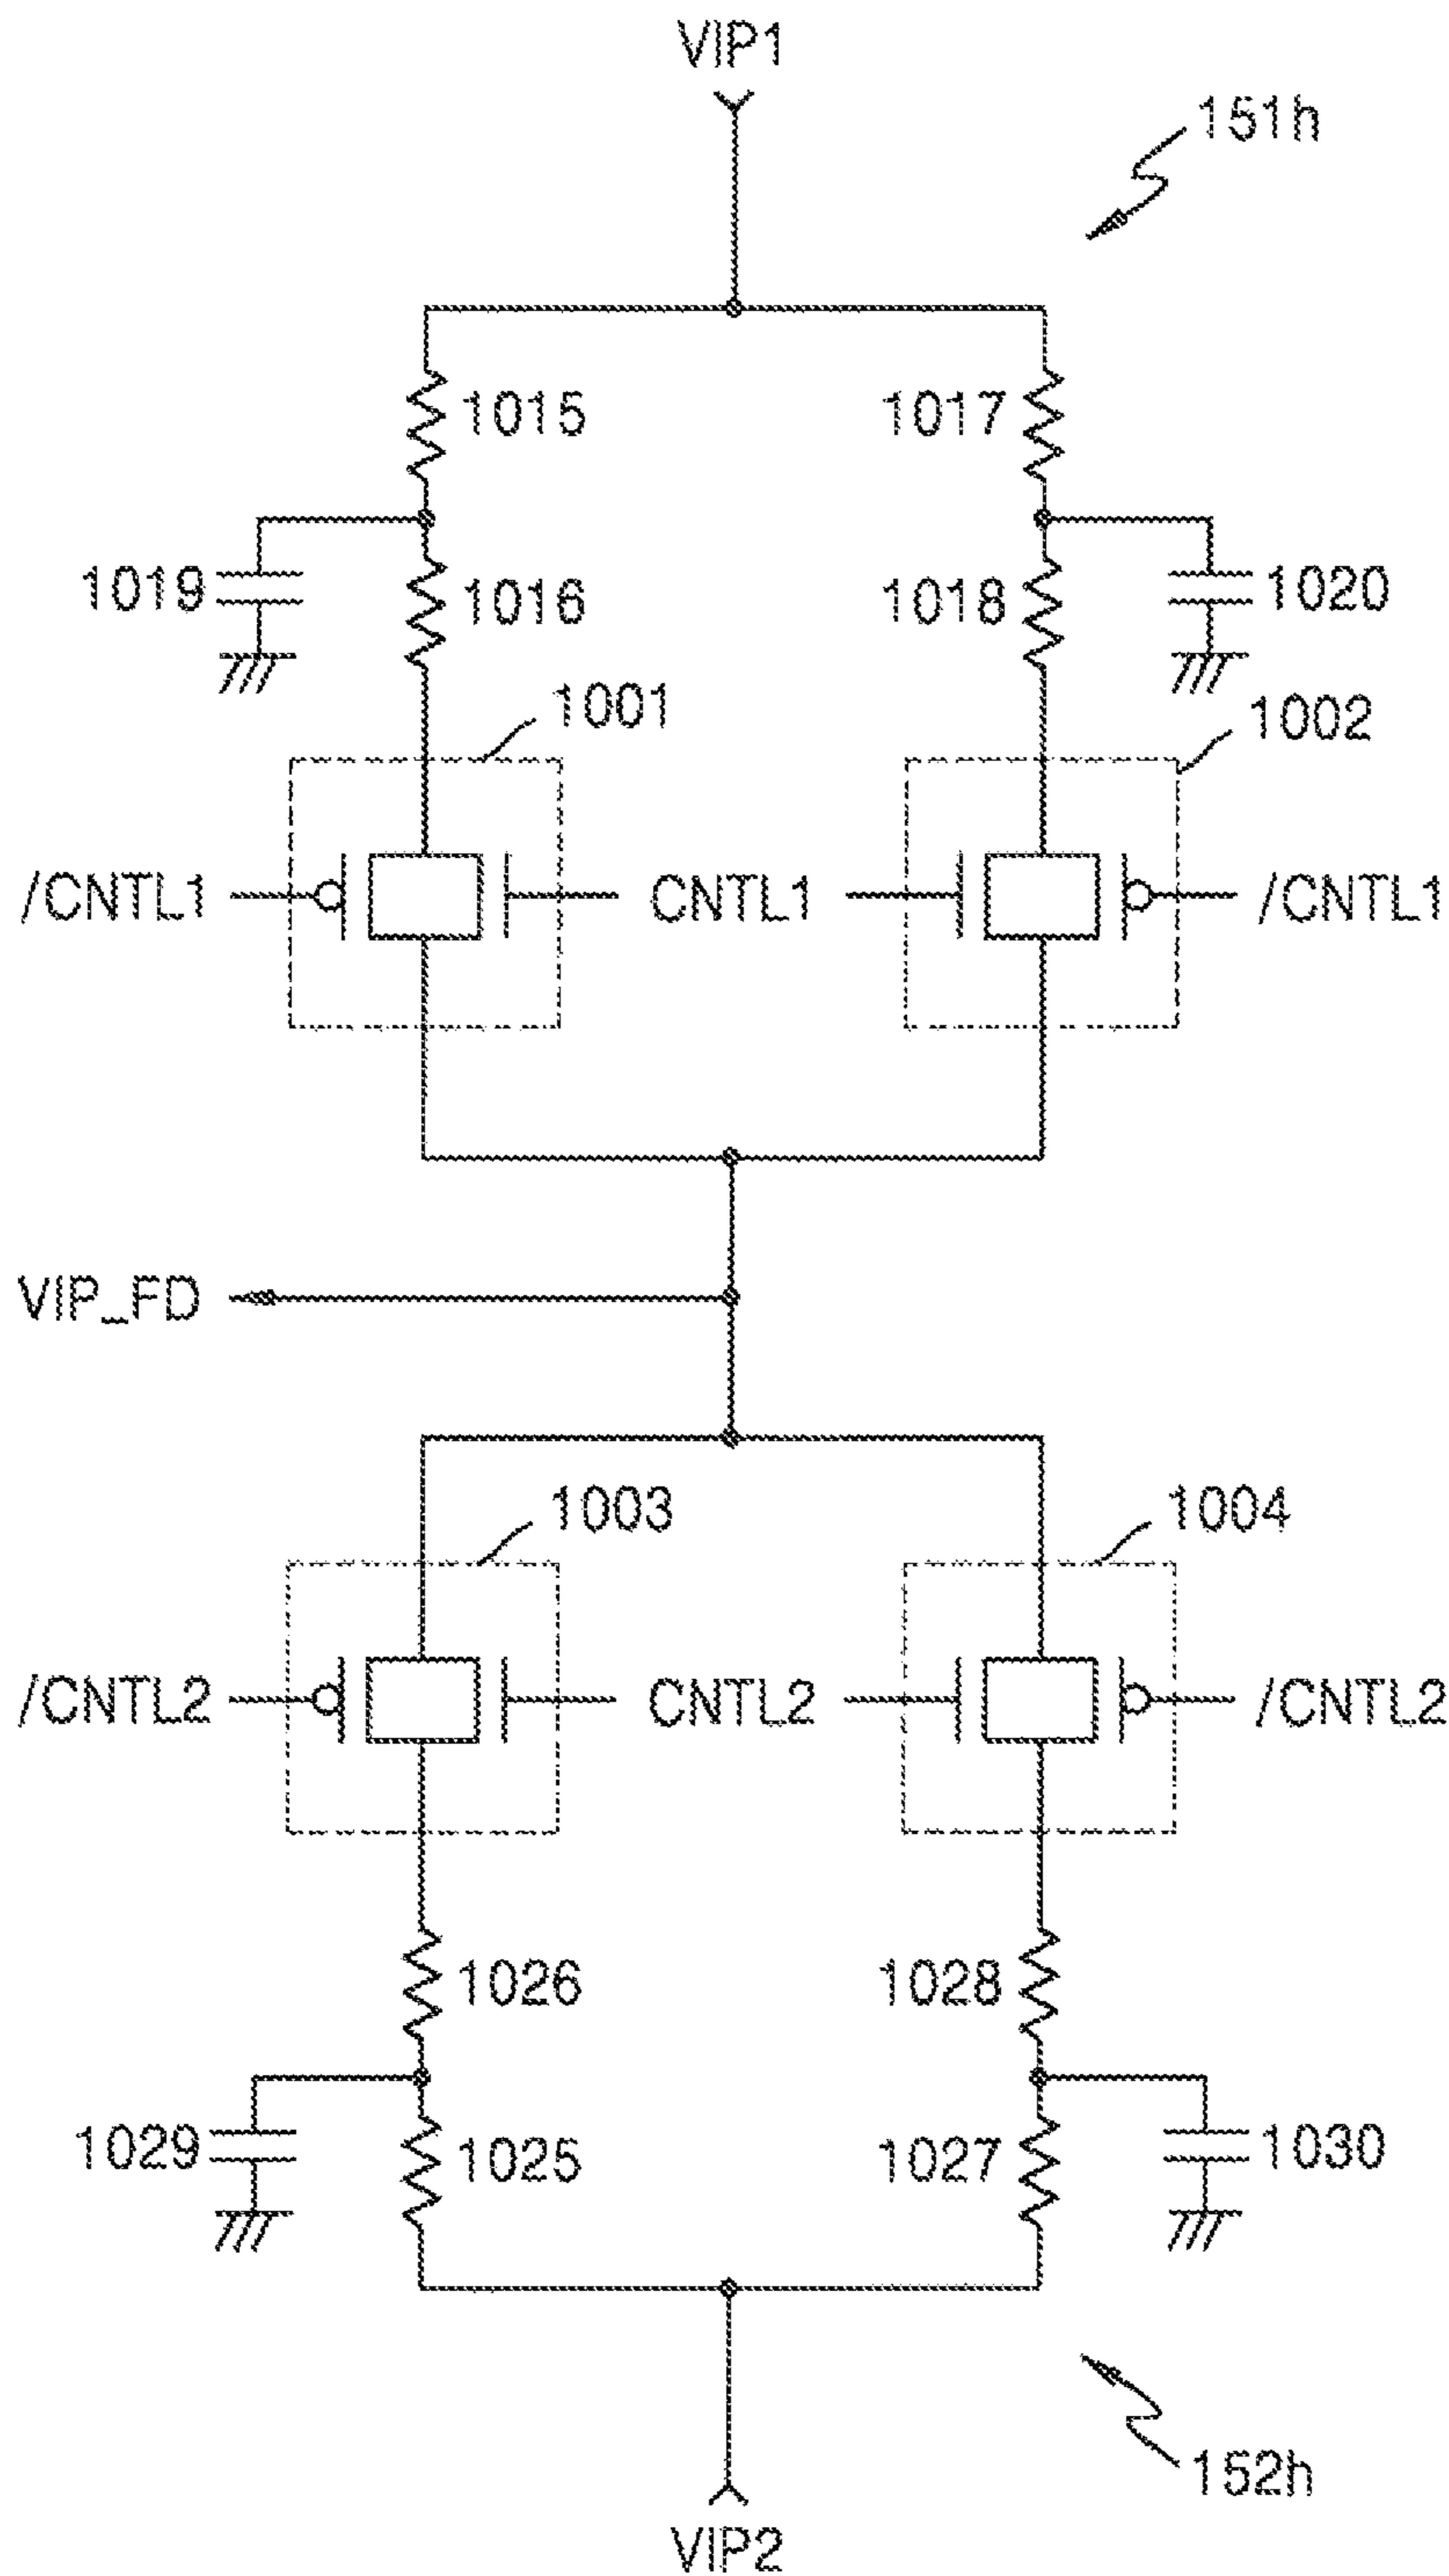 VIP1
151h
1015 1017
1019 1016 1018 1020
1001 1002
/CNTL1 CNTL1 /CNTL1
VIP_FD
1003 1004
/CNTL2 CNTL2 /CNTL2
1026 1028
1029 1025 1027 1030
152h
VIP2